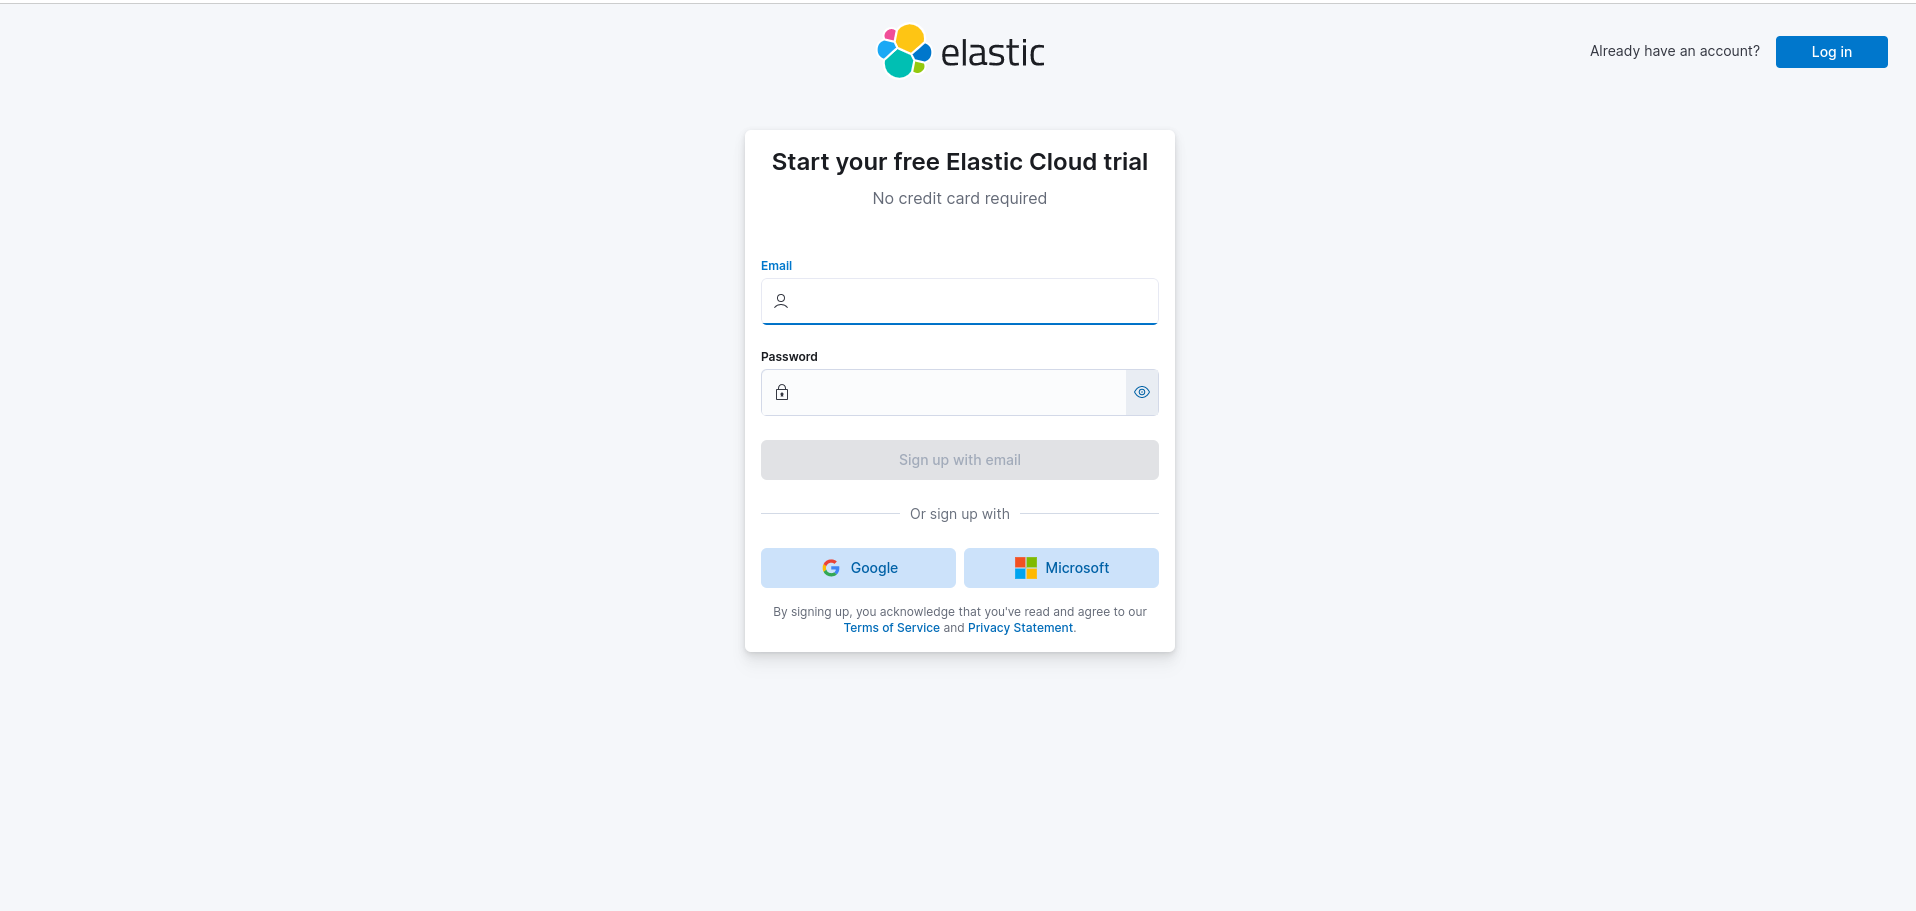 elastic
Already have an account?
Log in
Start your free Elastic Cloud trial
No credit card required
Email
Password
Sign up with email
Or sign up with
Google
Microsoft
By signing up, you acknowledge that you've read and agree to our
Terms of Service and Privacy Statement.